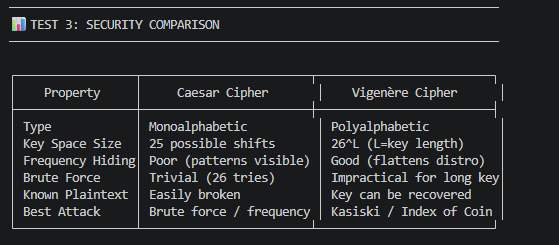 TEST 3: SECURITY COMPARISON
Property Caesar Cipher Vigenère Cipher
Type Monoalphabetic Polyalphabetic
Key Space Size 25 possible shifts 26^L (L=key length)
Frequency Hiding Poor (patterns visible) Good (flattens distro)
Brute Force Trivial (26 tries) Impractical for long key
Known Plaintext Easily broken Key can be recovered
Best Attack Brute force / frequency Kasiski / Index of Coin